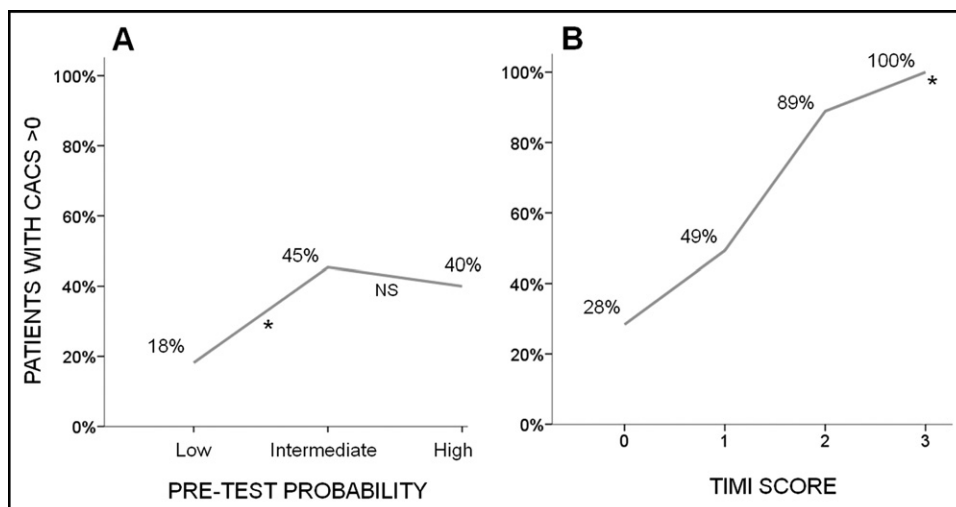 A
PATIENTS WITH CACS >0
100%
80%
60%
40%
20%
0%
18%
*
45%
NS
40%
Low Intermediate High
PRE-TEST PROBABILITY
B
100%
80%
60%
40%
20%
0%
28%
49%
89%
100%
*
0 1 2 3
TIMI SCORE